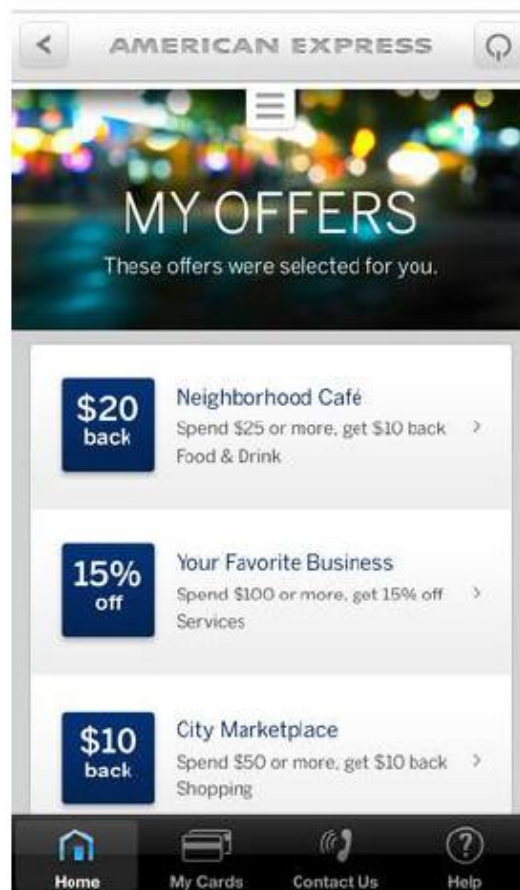 AMERICAN EXPRESS
MY OFFERS
These offers were selected for you.
$20
back
Neighborhood Café
Spend $25 or more, get $10 back
Food & Drink
15%
off
Your Favorite Business
Spend $100 or more, get 15% off
Services
$10
back
City Marketplace
Spend $50 or more, get $10 back
Shopping
Home
My Cards
Contact Us
Help